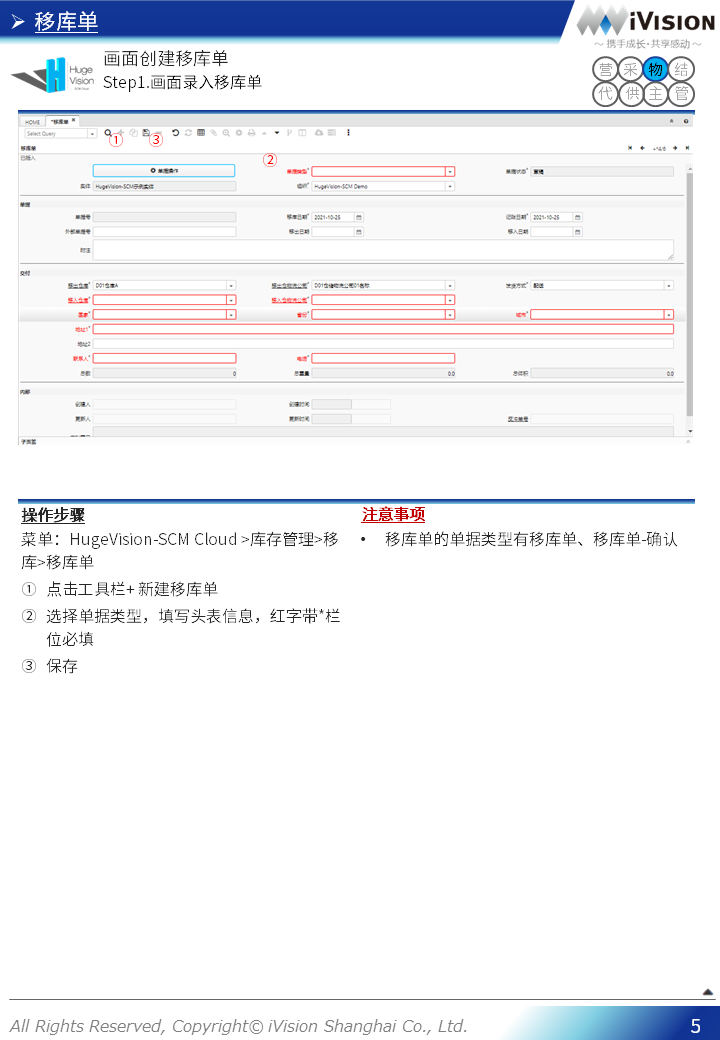 移库单
iVISION
～ 携手成长·共享感动 ～
Huge
Vision
画面创建移库单
Step1.画面录入移库单
营 采 物 结
代 供 主 管
HOME *移库单
Select Query
① ③
移库单
已插入 ②
单据操作 单据类型* 单据状态* 草稿
实体 HugeVision-SCM示例实体 组织* HugeVision-SCM Demo
单据
单据号 移库日期* 2021-10-25 记账日期* 2021-10-25
外部单据号 移出日期 移入日期
附注
交付
移出仓库* D01仓库A 移出仓物流公司* D01仓储物流公司01名称 发货方式* 配送
移入仓库* 移入仓物流公司*
国家* 省份* 城市*
地址1*
地址2
联系人* 电话*
总数 0 总重量 0.0 总体积 0.0
内部
创建人 创建时间
更新人 更新时间
子页签
操作步骤
菜单：HugeVision-SCM Cloud >库存管理>移
库>移库单
① 点击工具栏+ 新建移库单
② 选择单据类型，填写头表信息，红字带*栏
位必填
③ 保存
注意事项
• 移库单的单据类型有移库单、移库单-确认
All Rights Reserved, Copyright© iVision Shanghai Co., Ltd.
5